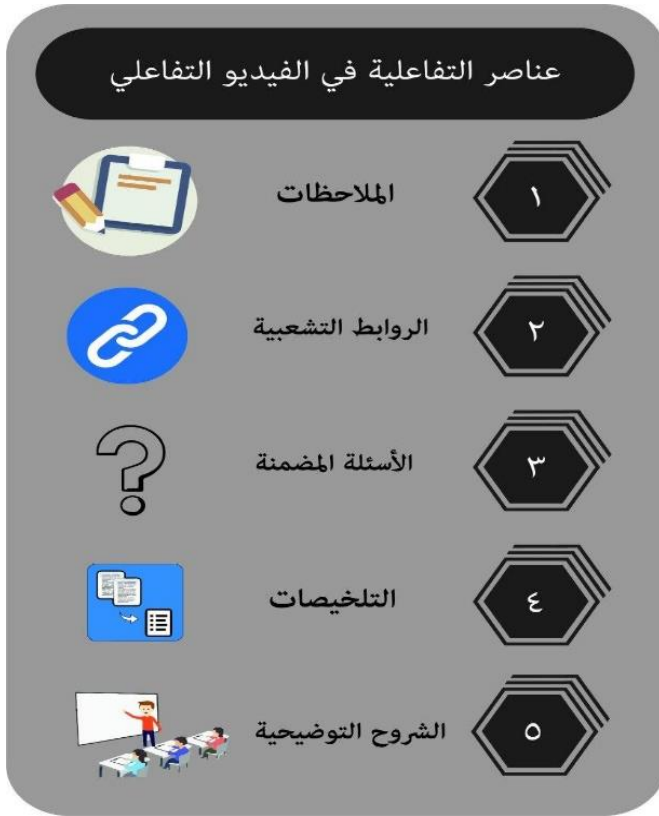 عناصر التفاعلية في الفيديو التفاعلي
١
الملاحظات
٢
الروابط التشعبية
٣
الأسئلة المضمنة
٤
التلخيصات
٥
الشروح التوضيحية